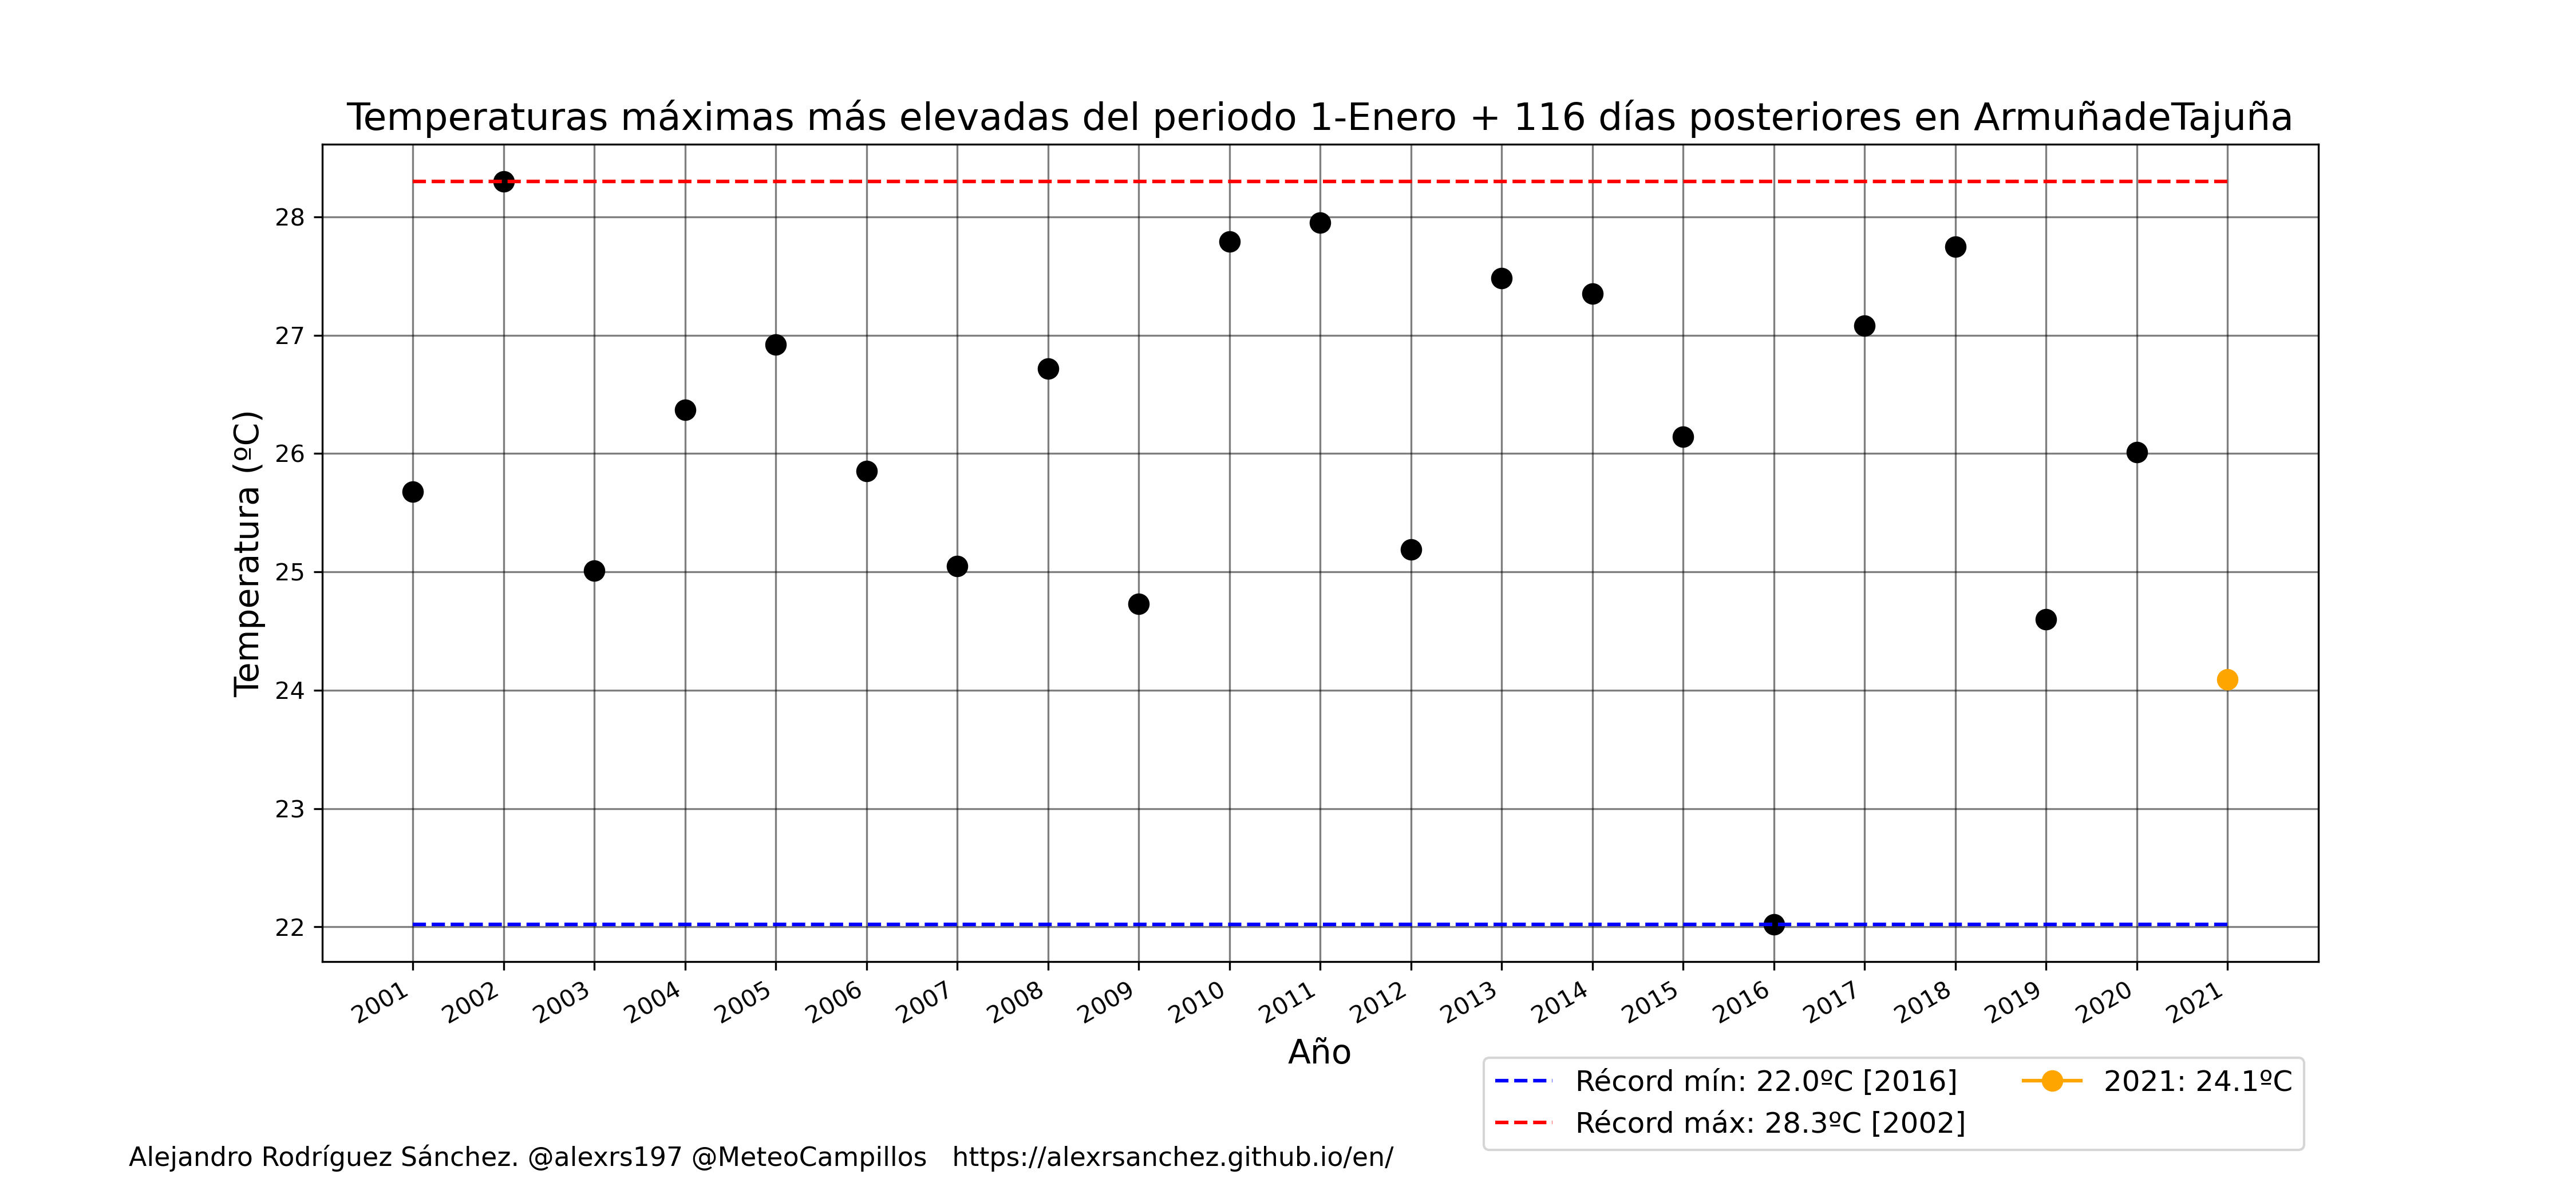 Temperaturas máximas más elevadas del periodo 1-Enero + 116 días posteriores en ArmuñadeTajuña
Temperatura (ºC)
28
27
26
25
24
23
22
2001 2002 2003 2004 2005 2006 2007 2008 2009 2010 2011 2012 2013 2014 2015 2016 2017 2018 2019 2020 2021
Año
Récord mín: 22.0ºC [2016]
Récord máx: 28.3ºC [2002]
2021: 24.1ºC
Alejandro Rodríguez Sánchez. @alexrs197 @MeteoCampillos https://alexrsanchez.github.io/en/